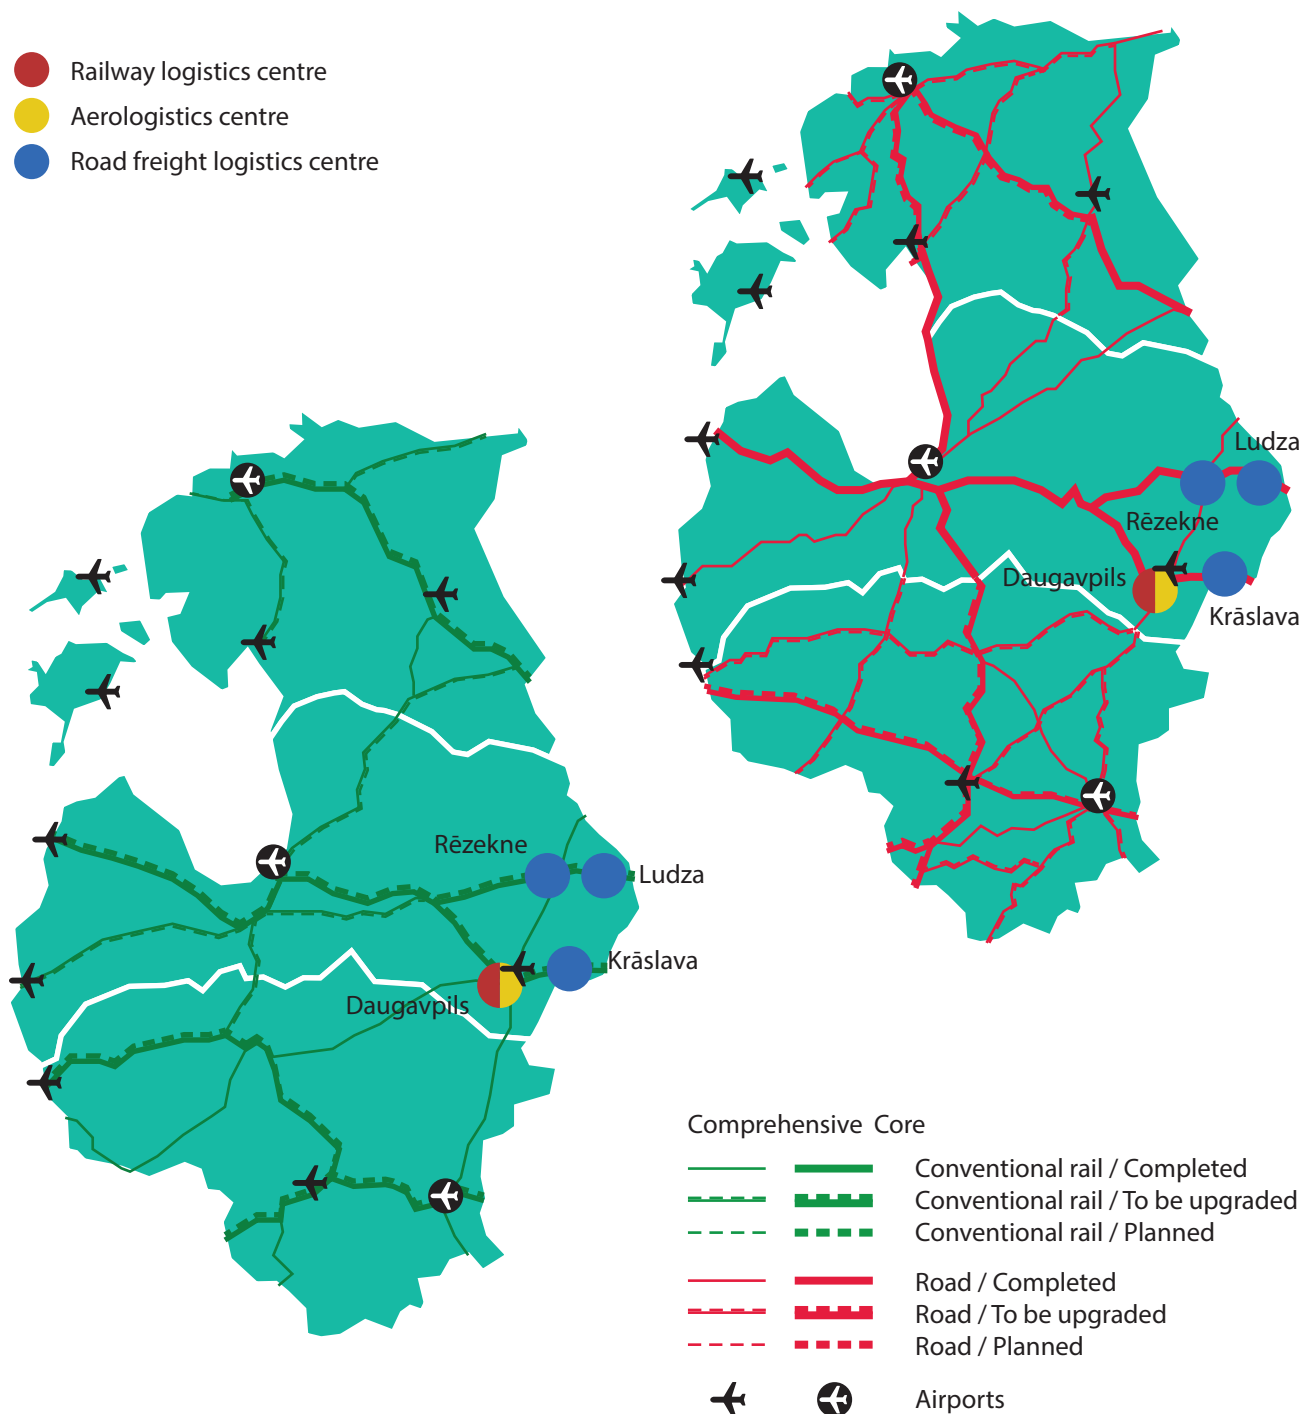 Railway logistics centre
Aerologistics centre
Road freight logistics centre
Ludza
Rēzekne
Daugavpils
Krāslava
Rēzekne
Ludza
Krāslava
Daugavpils
Comprehensive Core
Conventional rail / Completed
Conventional rail / To be upgraded
Conventional rail / Planned
Road / Completed
Road / To be upgraded
Road / Planned
Airports